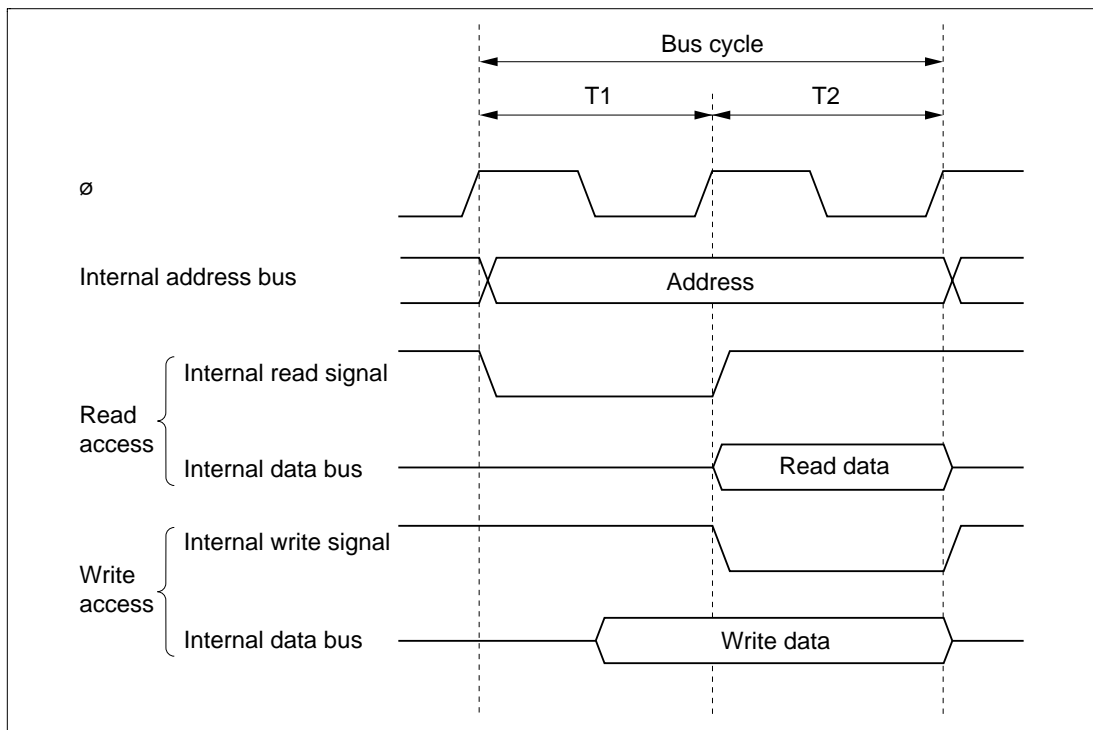 Bus cycle
T1
T2
ø
Internal address bus
Address
Internal read signal
Read
access
Internal data bus
Read data
Internal write signal
Write
access
Internal data bus
Write data